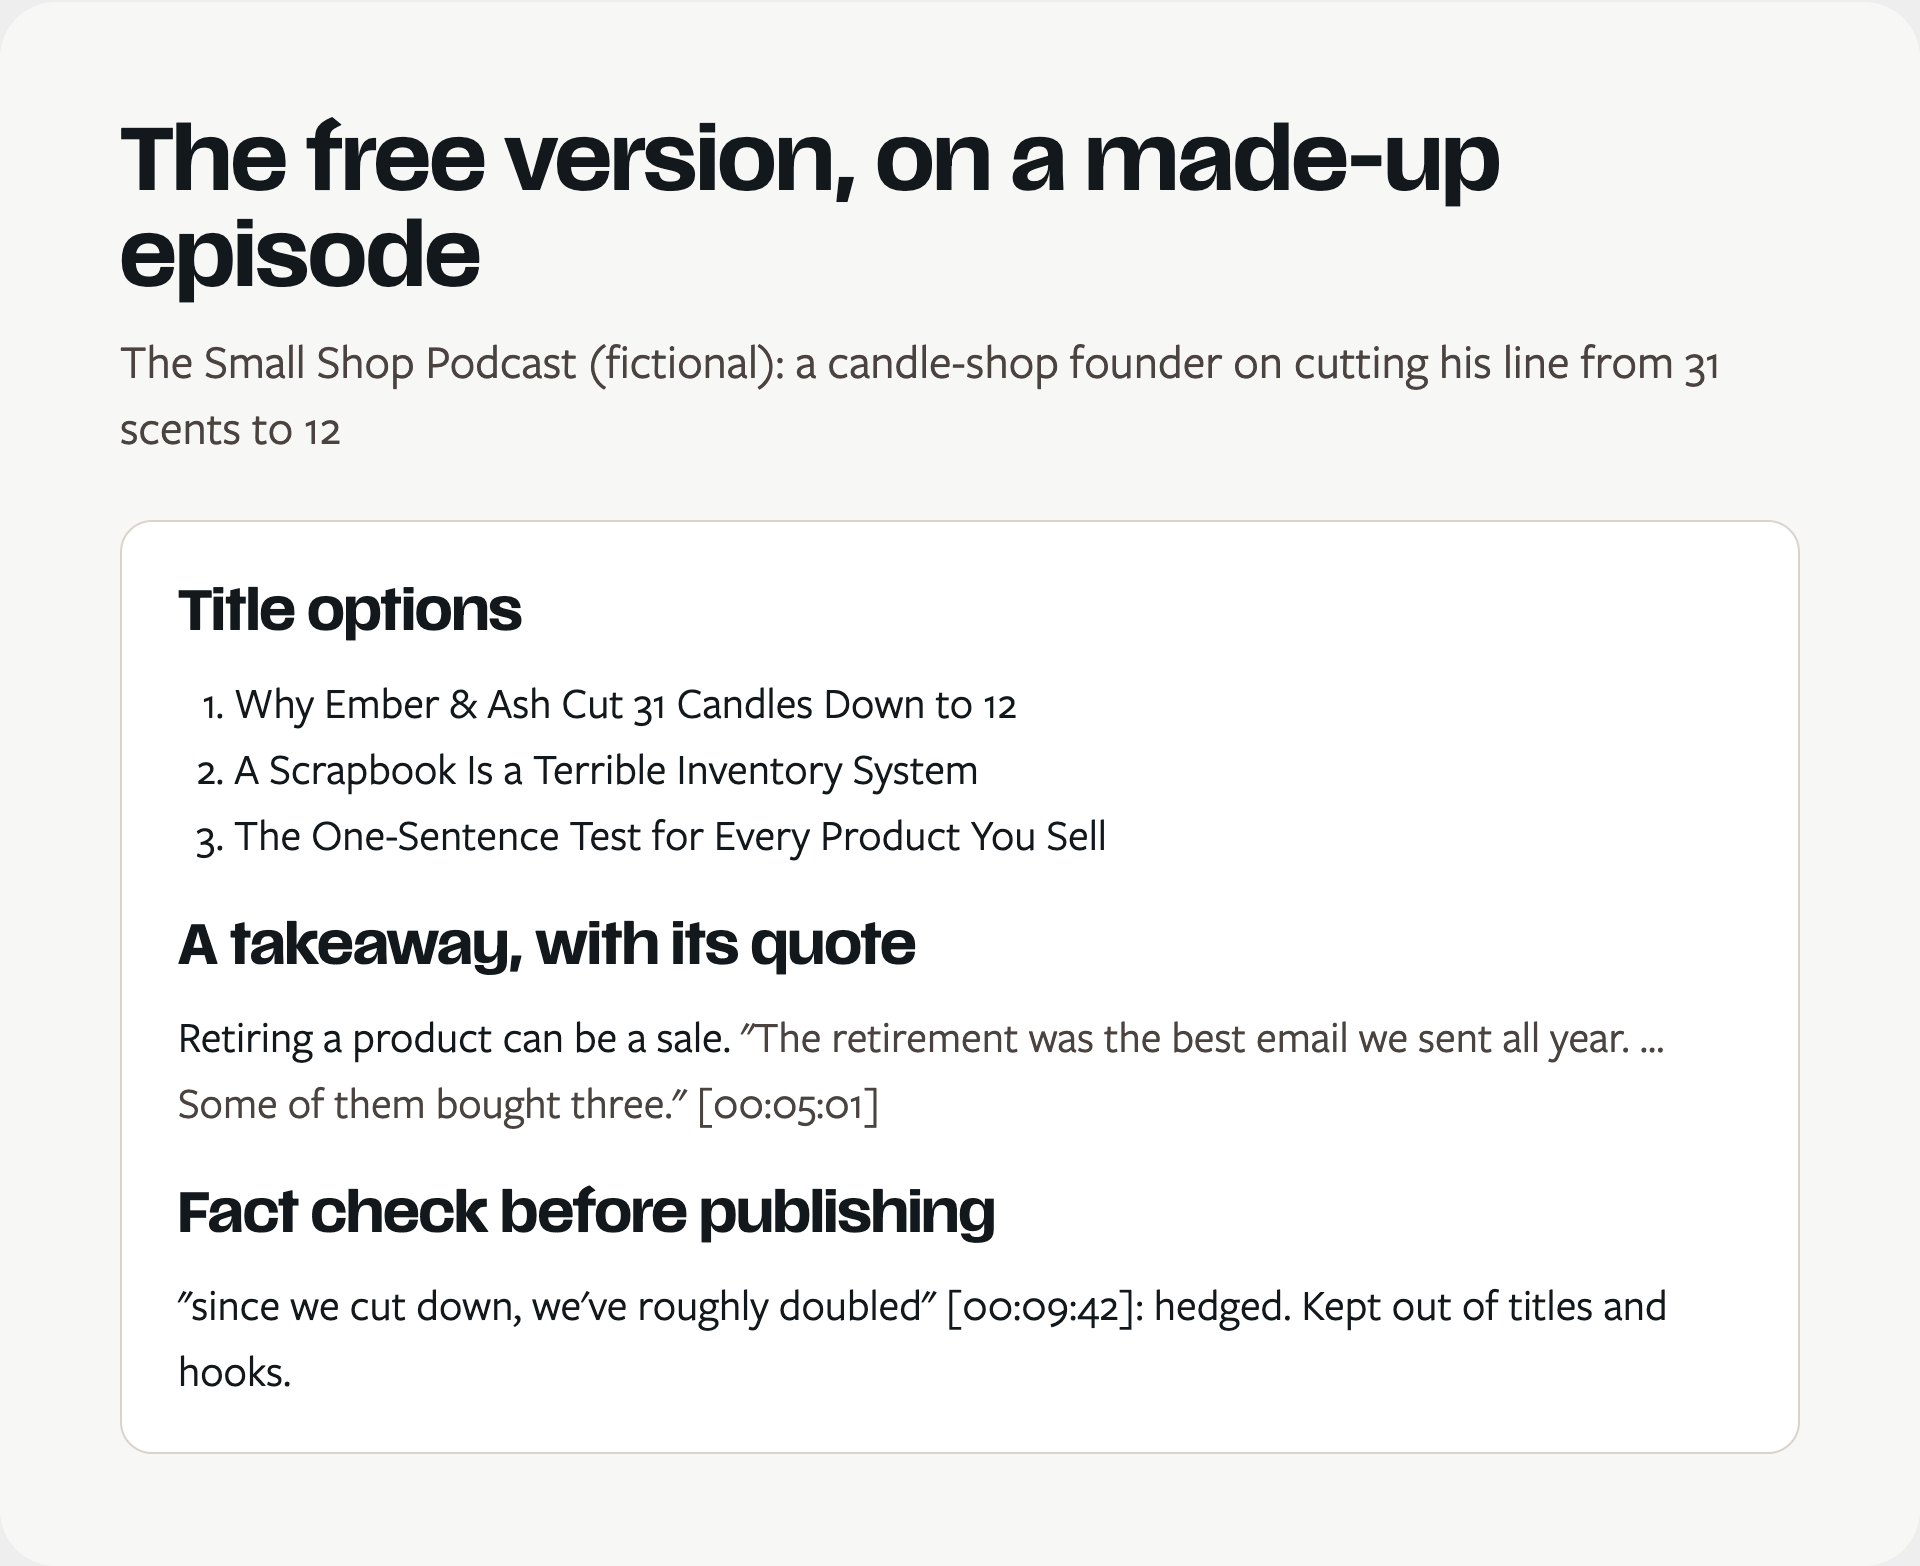 The free version, on a made-up
episode
The Small Shop Podcast (fictional): a candle-shop founder on cutting his line from 31
scents to 12
Title options
1. Why Ember & Ash Cut 31 Candles Down to 12
2. A Scrapbook Is a Terrible Inventory System
3. The One-Sentence Test for Every Product You Sell
A takeaway, with its quote
Retiring a product can be a sale. "The retirement was the best email we sent all year. ...
Some of them bought three." [00:05:01]
Fact check before publishing
"since we cut down, we've roughly doubled" [00:09:42]: hedged. Kept out of titles and
hooks.